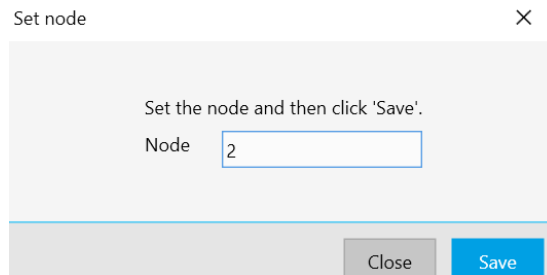 Set node
Set the node and then click 'Save'.
Node 2
Close Save